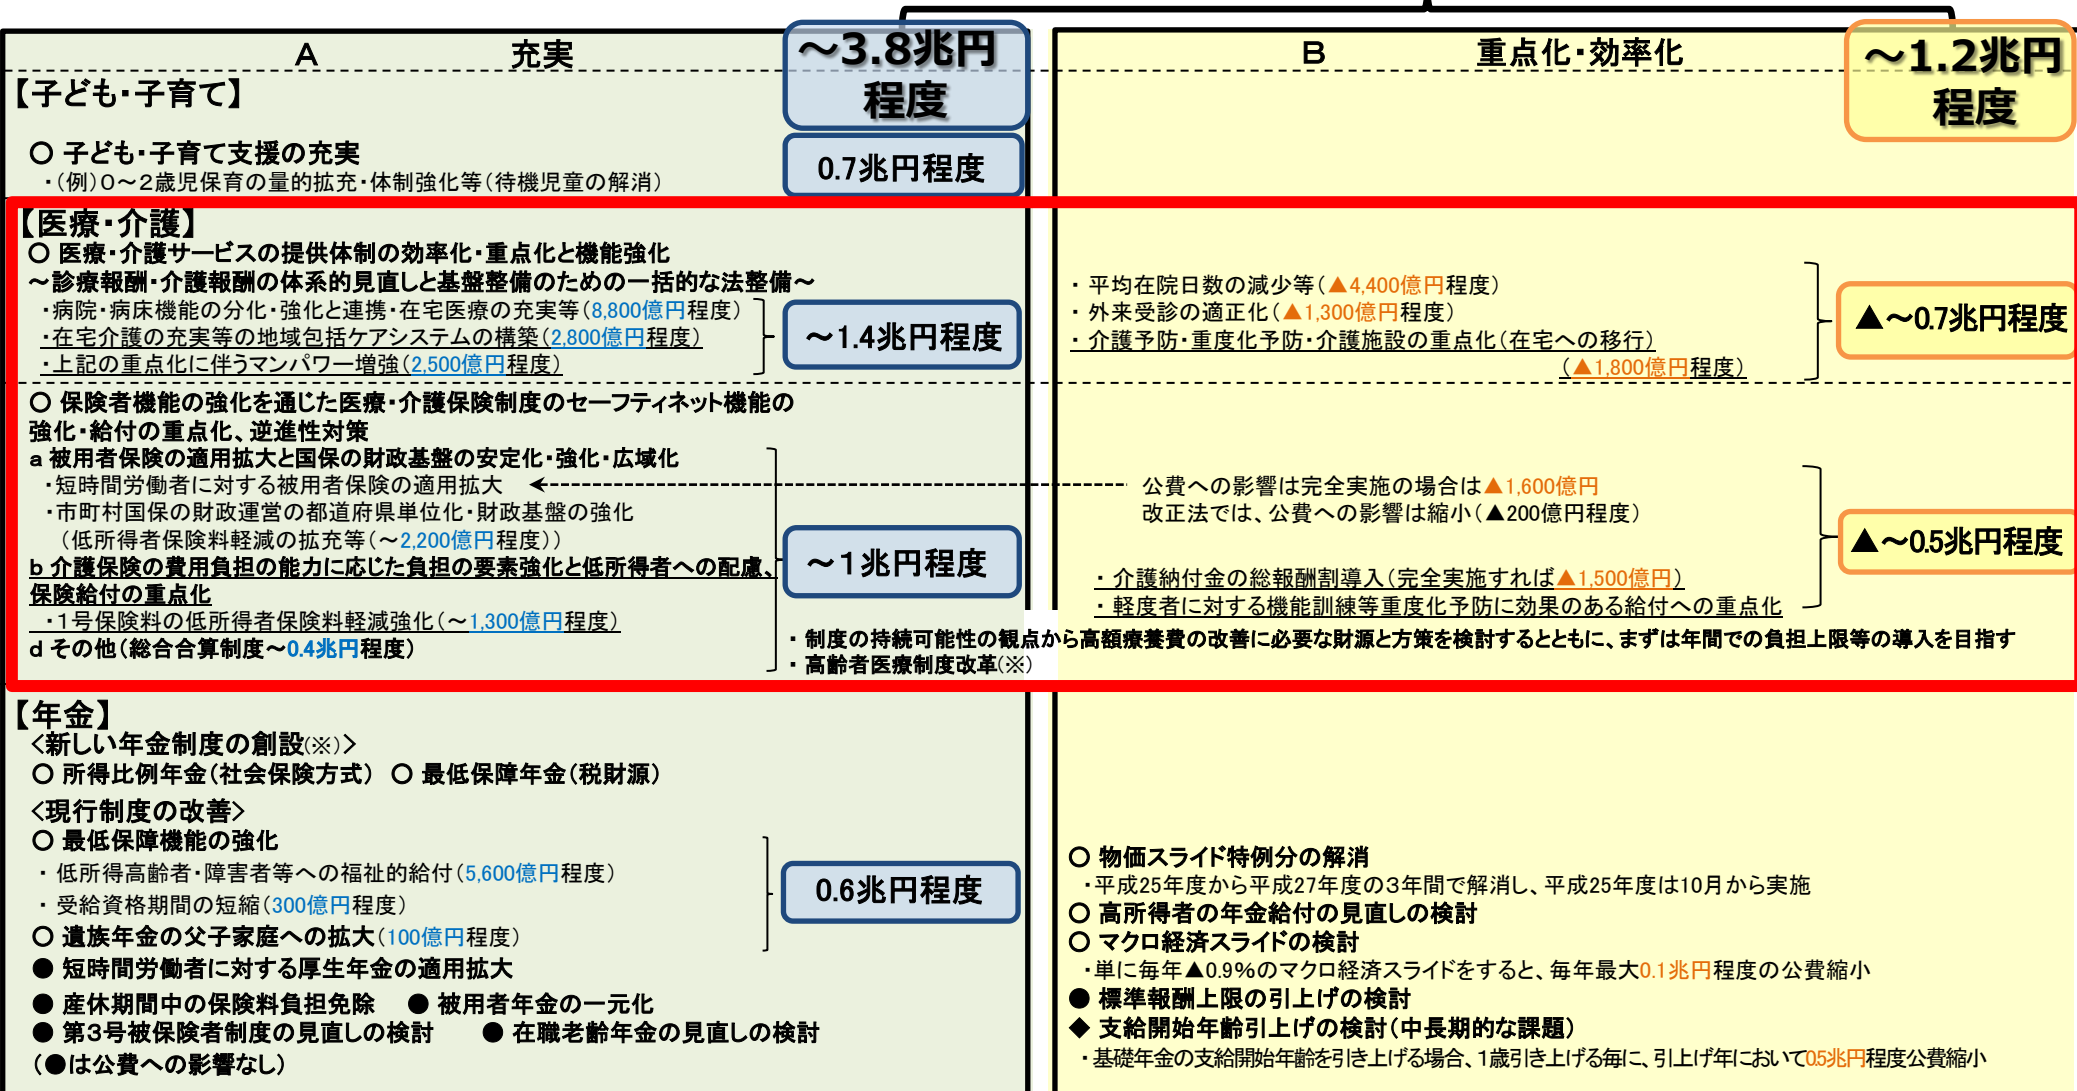 A 充実
～3.8兆円
程度
【子ども・子育て】
○ 子ども・子育て支援の充実
・(例)0～2歳児保育の量的拡充・体制強化等(待機児童の解消)
0.7兆円程度
【医療・介護】
○ 医療・介護サービスの提供体制の効率化・重点化と機能強化
～診療報酬・介護報酬の体系的見直しと基盤整備のための一括的な法整備～
・病院・病床機能の分化・強化と連携・在宅医療の充実等(8,800億円程度)
・在宅介護の充実等の地域包括ケアシステムの構築(2,800億円程度)
・上記の重点化に伴うマンパワー増強(2,500億円程度)
～1.4兆円程度
○ 保険者機能の強化を通じた医療・介護保険制度のセーフティネット機能の
強化・給付の重点化、逆進性対策
a 被用者保険の適用拡大と国保の財政基盤の安定化・強化・広域化
・短時間労働者に対する被用者保険の適用拡大
・市町村国保の財政運営の都道府県単位化・財政基盤の強化
(低所得者保険料軽減の拡充等(～2,200億円程度))
b 介護保険の費用負担の能力に応じた負担の要素強化と低所得者への配慮、
保険給付の重点化
・1号保険料の低所得者保険料軽減強化(～1,300億円程度)
d その他(総合合算制度～0.4兆円程度)
～1兆円程度
【年金】
<新しい年金制度の創設(※)>
○ 所得比例年金(社会保険方式) ○ 最低保障年金(税財源)
<現行制度の改善>
○ 最低保障機能の強化
・ 低所得高齢者・障害者等への福祉的給付(5,600億円程度)
・ 受給資格期間の短縮(300億円程度)
○ 遺族年金の父子家庭への拡大(100億円程度)
0.6兆円程度
● 短時間労働者に対する厚生年金の適用拡大
● 産休期間中の保険料負担免除 ● 被用者年金の一元化
● 第3号被保険者制度の見直しの検討 ● 在職老齢年金の見直しの検討
(●は公費への影響なし)
B 重点化・効率化
～1.2兆円
程度
・ 平均在院日数の減少等(▲4,400億円程度)
・ 外来受診の適正化(▲1,300億円程度)
・ 介護予防・重度化予防・介護施設の重点化(在宅への移行)
(▲1,800億円程度)
▲～0.7兆円程度
公費への影響は完全実施の場合は▲1,600億円
改正法では、公費への影響は縮小(▲200億円程度)
・ 介護納付金の総報酬割導入(完全実施すれば▲1,500億円)
・ 軽度者に対する機能訓練等重度化予防に効果のある給付への重点化
▲～0.5兆円程度
・ 制度の持続可能性の観点から高額療養費の改善に必要な財源と方策を検討するとともに、まずは年間での負担上限等の導入を目指す
・ 高齢者医療制度改革(※)
○ 物価スライド特例分の解消
・平成25年度から平成27年度の3年間で解消し、平成25年度は10月から実施
○ 高所得者の年金給付の見直しの検討
○ マクロ経済スライドの検討
・単に毎年▲0.9%のマクロ経済スライドをすると、毎年最大0.1兆円程度の公費縮小
● 標準報酬上限の引上げの検討
◆ 支給開始年齢引上げの検討(中長期的な課題)
・基礎年金の支給開始年齢を引き上げる場合、1歳引き上げる毎に、引上げ年において0.5兆円程度公費縮小